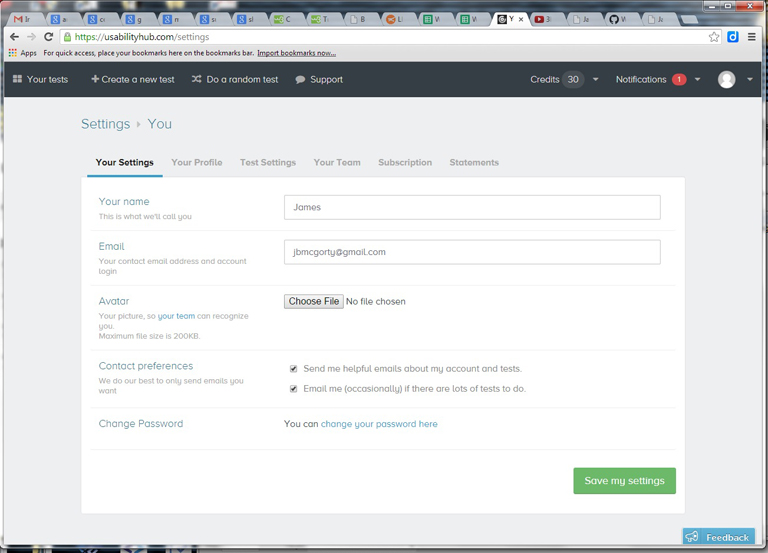 https://usabilityhub.com/settings
Apps For quick access, place your bookmarks here on the bookmarks bar. Import bookmarks now...
Your tests Create a new test Do a random test Support Credits 30 Notifications 1
Settings You
Your Settings Your Profile Test Settings Your Team Subscription Statements
Your name
This is what we'll call you
James
Email
Your contact email address and account
login
jbmcgorty@gmail.com
Avatar
Your picture, so your team can recognize
you.
Maximum file size is 200KB.
Choose File No file chosen
Contact preferences
We do our best to only send emails you
want
Send me helpful emails about my account and tests.
Email me (occasionally) if there are lots of tests to do.
Change Password
You can change your password here
Save my settings
Feedback